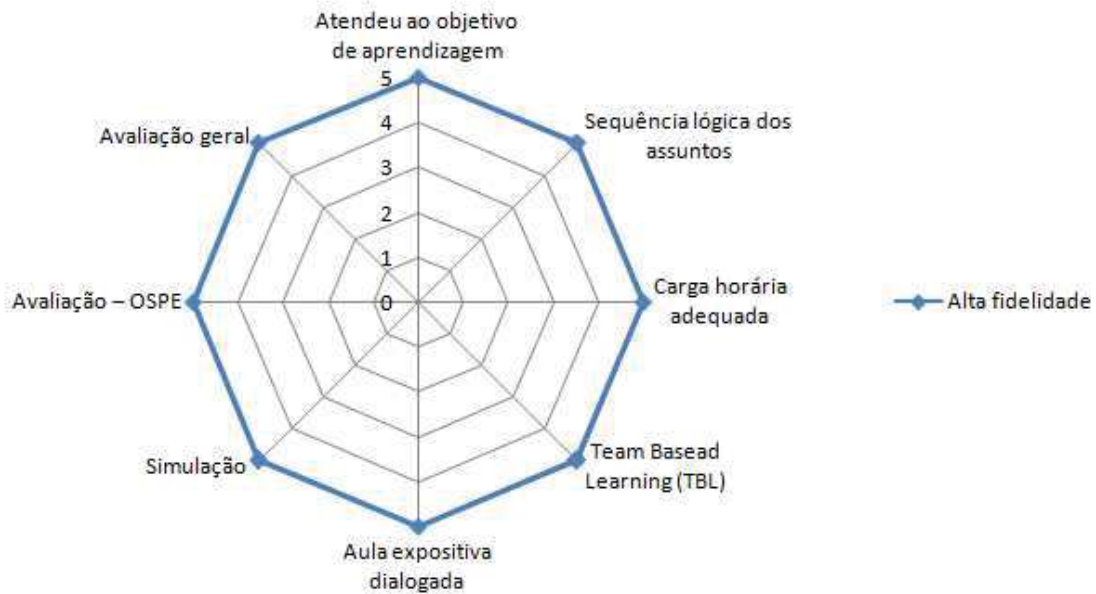 Atendeu ao objetivo
de aprendizagem
5
4
3
2
1
0
Sequência lógica dos
assuntos
Carga horária
adequada
Team Basead
Learning (TBL)
Aula expositiva
dialogada
Simulação
Avaliação – OSPE
Avaliação geral
Alta fidelidade